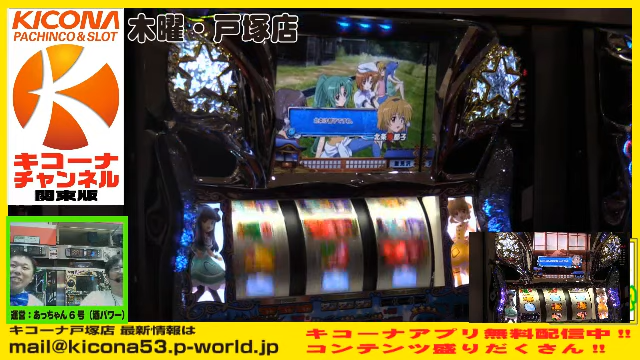 KICONA
PACHINCO & SLOT
木曜・戸塚店
キコーナ
チャンネル
関東版
運営：あっちゃん６号（酒パワー）
キコーナ戸塚店 最新情報は
mail@kicona53.p-world.jp
キコーナアプリ無料配信中!!
コンテンツ盛りだくさん!!